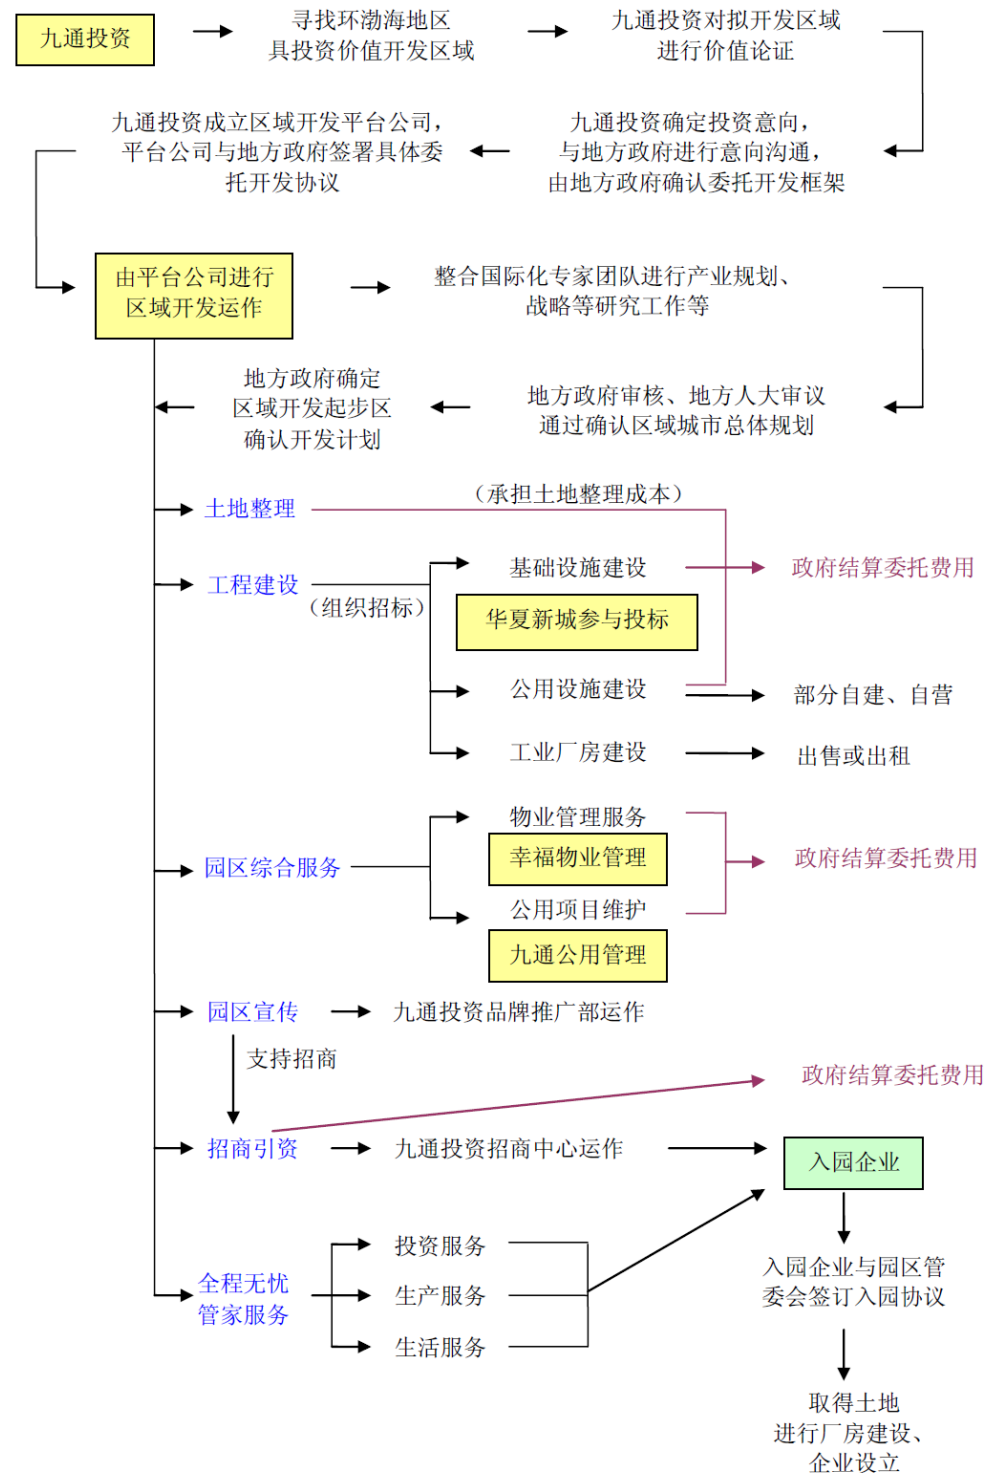 九通投资
寻找环渤海地区
具投资价值开发区域
九通投资对拟开发区域
进行价值论证
九通投资确定投资意向，
与地方政府进行意向沟通，
由地方政府确认委托开发框架
九通投资成立区域开发平台公司，
平台公司与地方政府签署具体委
托开发协议
由平台公司进行
区域开发运作
整合国际化专家团队进行产业规划、
战略等研究工作等
地方政府审核、地方人大审议
通过确认区域城市总体规划
地方政府确定
区域开发起步区
确认开发计划
土地整理
（承担土地整理成本）
工程建设
（组织招标）
基础设施建设
政府结算委托费用
华夏新城参与投标
公用设施建设
部分自建、自营
工业厂房建设
出售或出租
园区综合服务
物业管理服务
幸福物业管理
政府结算委托费用
公用项目维护
九通公用管理
园区宣传
九通投资品牌推广部运作
支持招商
政府结算委托费用
招商引资
九通投资招商中心运作
入园企业
全程无忧
管家服务
投资服务
生产服务
生活服务
入园企业与园区管
委会签订入园协议
取得土地
进行厂房建设、
企业设立